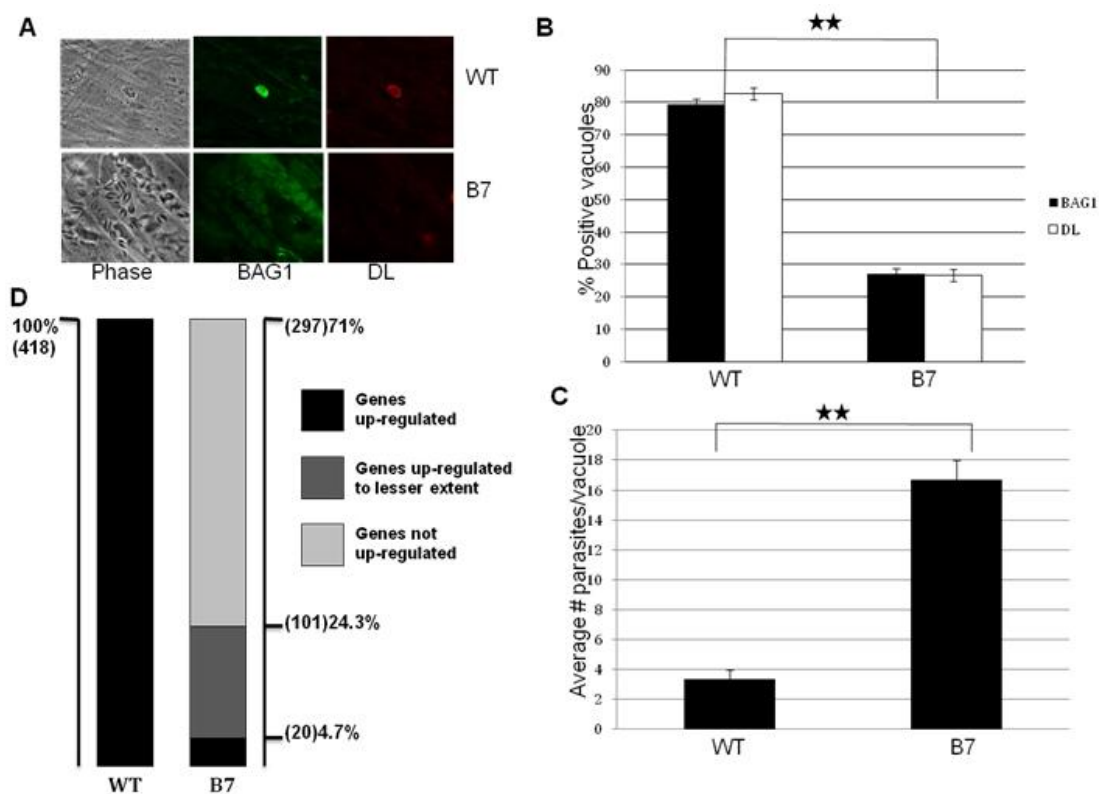 A
WT
B7
Phase BAG1 DL
B
★★
% Positive vacuoles
90
80
70
60
50
40
30
20
10
0
WT B7
BAG1
DL
C
★★
Average # parasites/vacuole
20
18
16
14
12
10
8
6
4
2
0
WT B7
D
100%
(418)
(297)71%
(101)24.3%
(20)4.7%
Genes
up-regulated
Genes up-regulated
to lesser extent
Genes not
up-regulated
WT B7